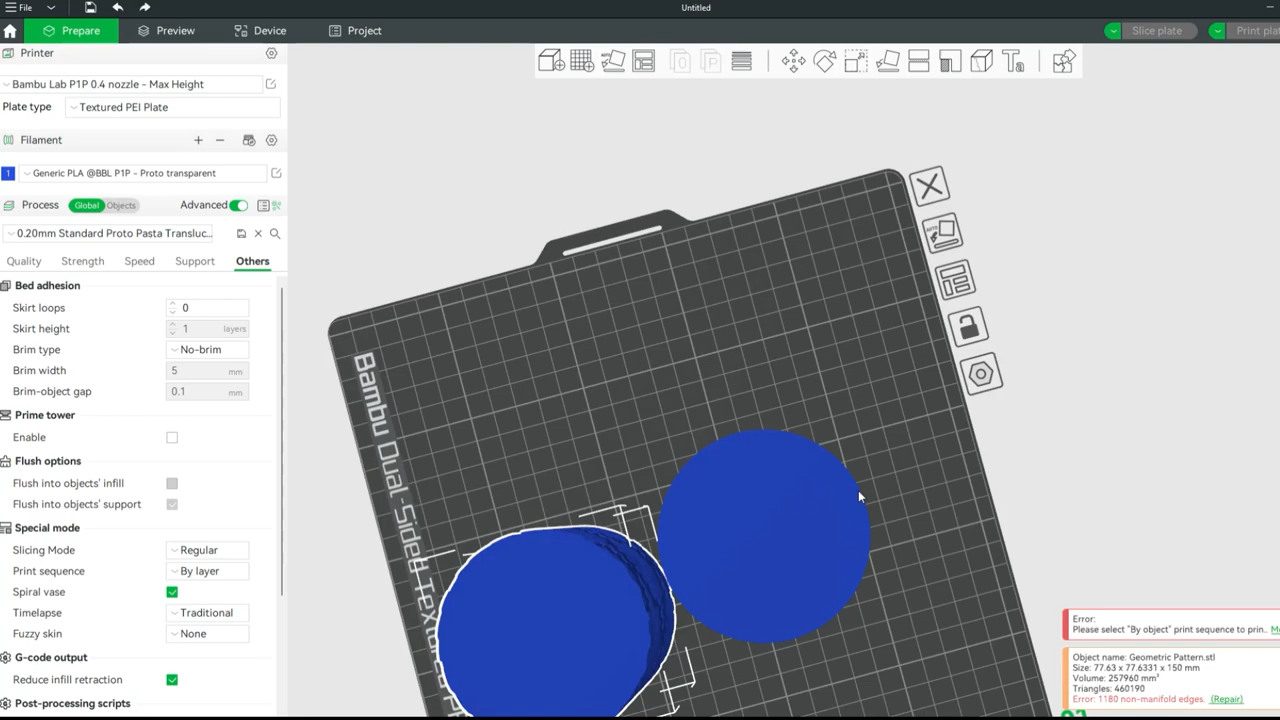 File
Untitled
Prepare
Preview
Device
Project
Slice plate
Print pla
Printer
Bambu Lab P1P 0.4 nozzle - Max Height
Plate type
Textured PEI Plate
Filament
1
Generic PLA @BBL P1P - Proto transparent
Process
Global
Objects
Advanced
0.20mm Standard Proto Pasta Transluc...
Quality
Strength
Speed
Support
Others
Bed adhesion
Skirt loops
0
Skirt height
1
layers
Brim type
No-brim
Brim width
5
mm
Brim-object gap
0.1
mm
Prime tower
Enable
Flush options
Flush into objects' infill
Flush into objects' support
Special mode
Slicing Mode
Regular
Print sequence
By layer
Spiral vase
Timelapse
Traditional
Fuzzy skin
None
G-code output
Reduce infill retraction
Post-processing scripts
AUTO
AUTO
Bambu Dual-Sided Textur
Error:
Please select "By object" print sequence to prin..
Object name: Geometric Pattern.stl
Size: 77.63 x 77.6331 x 150 mm
Volume: 257960 mm³
Triangles: 460190
Error: 1180 non-manifold edges. (Repair)